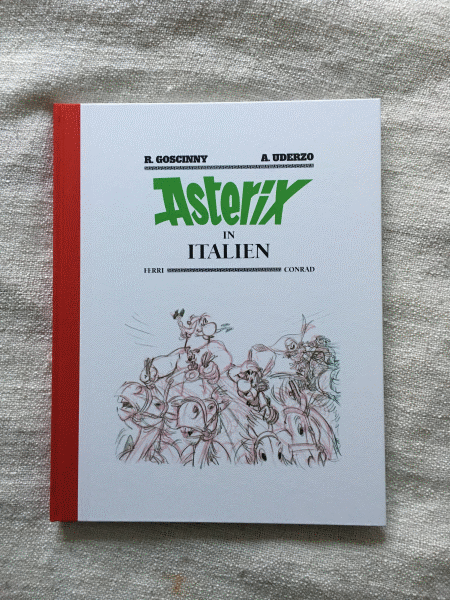 R. GOSCINNY A. UDERZO
Asterix
IN
ITALIEN
FERRI CONRAD